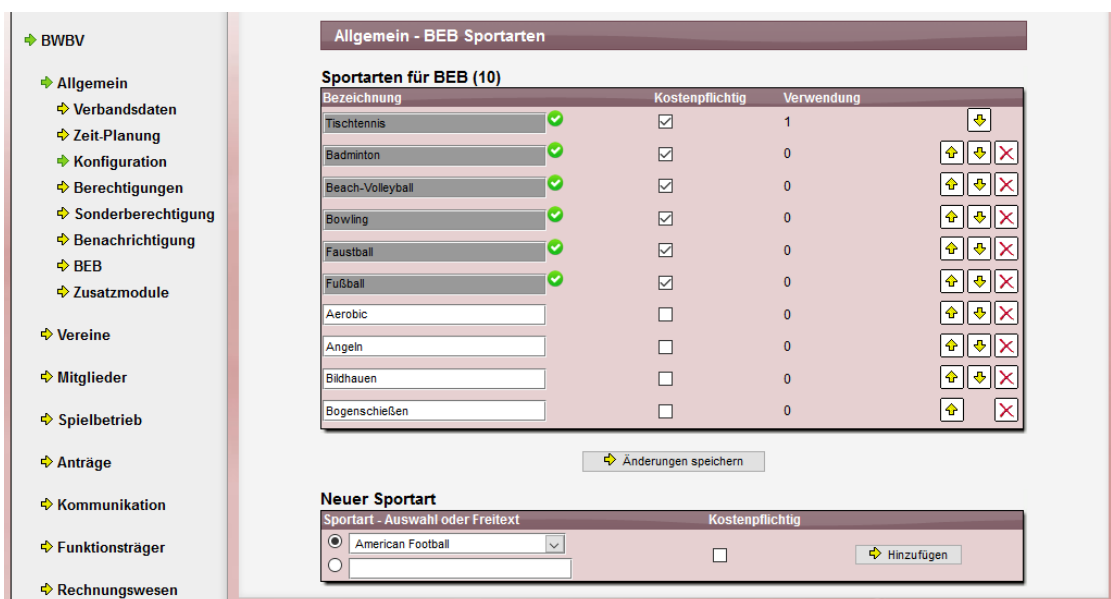 BWBV
Allgemein
Verbandsdaten
Zeit-Planung
Konfiguration
Berechtigungen
Sonderberechtigung
Benachrichtigung
BEB
Zusatzmodule
Vereine
Mitglieder
Spielbetrieb
Anträge
Kommunikation
Funktionsträger
Rechnungswesen
Allgemein - BEB Sportarten
Sportarten für BEB (10)
Bezeichnung Kostenpflichtig Verwendung
Tischtennis 1
Badminton 0
Beach-Volleyball 0
Bowling 0
Faustball 0
Fußball 0
Aerobic 0
Angeln 0
Bildhauen 0
Bogenschießen 0
Änderungen speichern
Neuer Sportart
Sportart - Auswahl oder Freitext Kostenpflichtig
American Football
Hinzufügen